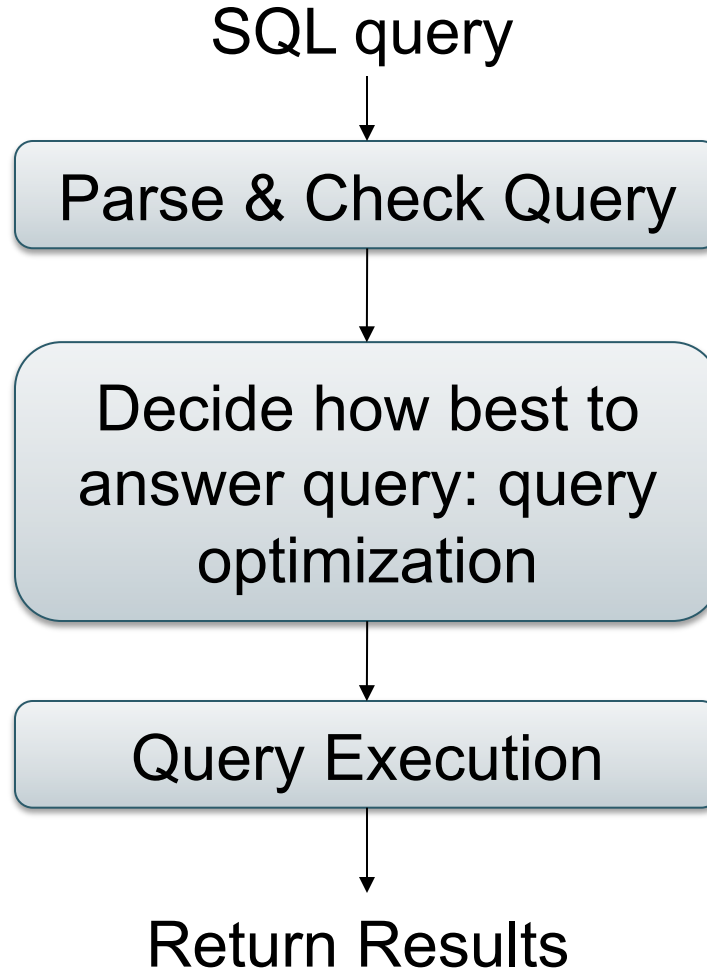 SQL query
Parse & Check Query
Decide how best to
answer query: query
optimization
Query Execution
Return Results